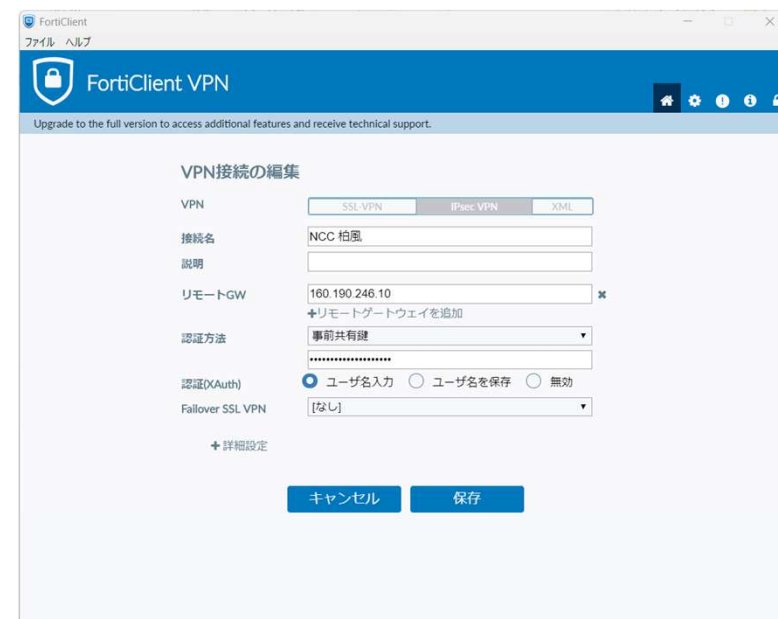 FortiClient
ファイル ヘルプ
FortiClient VPN
Upgrade to the full version to access additional features and receive technical support.
VPN接続の編集
VPN SSL-VPN IPsec VPN XML
接続名 NCC 柏風
説明
リモートGW 160.190.246.10
+リモートゲートウェイを追加
認証方法 事前共有鍵
••••••••••••••••••••
認証(XAuth) ユーザ名入力 ユーザ名を保存 無効
Failover SSL VPN [なし]
+詳細設定
キャンセル 保存